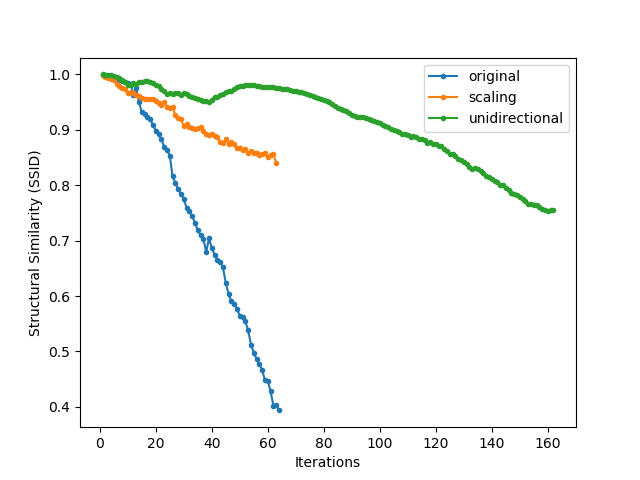 original
scaling
unidirectional
1.0
0.9
0.8
0.7
0.6
0.5
0.4
Structural Similarity (SSID)
0 20 40 60 80 100 120 140 160
Iterations